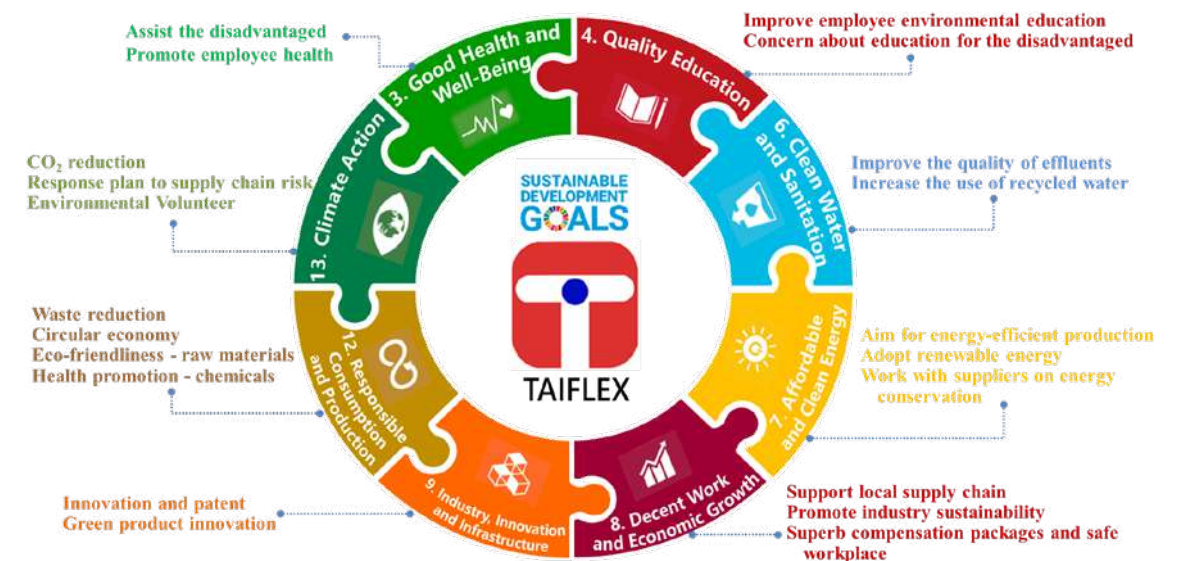 Assist the disadvantaged
Promote employee health
3. Good Health and
Well-Being
4. Quality Education
Improve employee environmental education
Concern about education for the disadvantaged
CO₂ reduction
Response plan to supply chain risk
Environmental Volunteer
13. Climate Action
SUSTAINABLE
DEVELOPMENT
GOALS
6. Clean Water
and Sanitation
Improve the quality of effluents
Increase the use of recycled water
Waste reduction
Circular economy
Eco-friendliness - raw materials
Health promotion - chemicals
12. Responsible
Consumption
and Production
TAIFLEX
7. Affordable
and Clean Energy
Aim for energy-efficient production
Adopt renewable energy
Work with suppliers on energy
conservation
Innovation and patent
Green product innovation
9. Industry, Innovation
and Infrastructure
8. Decent Work
and Economic Growth
Support local supply chain
Promote industry sustainability
Superb compensation packages and safe
workplace